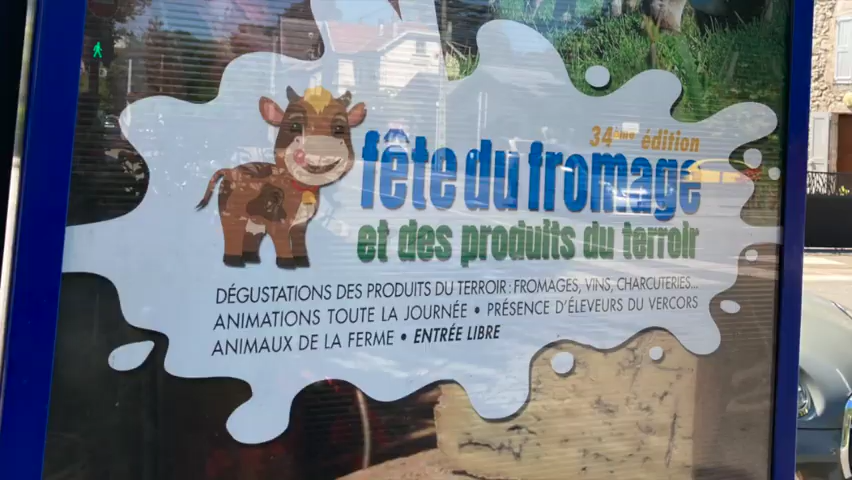 34ème édition
fête du fromage
et des produits du terroir
DÉGUSTATIONS DES PRODUITS DU TERROIR : FROMAGES, VINS, CHARCUTERIES...
ANIMATIONS TOUTE LA JOURNÉE • PRÉSENCE D'ÉLEVEURS DU VERCORS
ANIMAUX DE LA FERME • ENTRÉE LIBRE